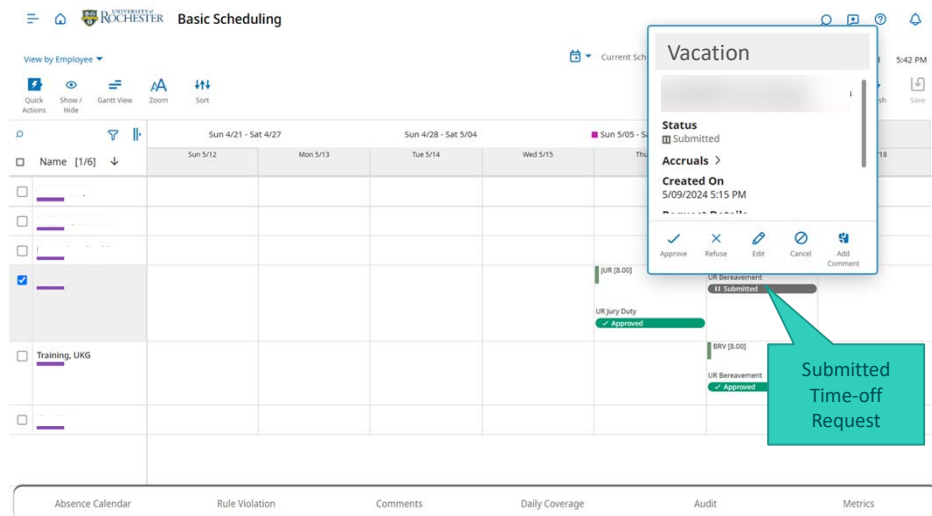 UNIVERSITY of
ROCHESTER
Basic Scheduling
View by Employee
Current Sch
5:42 PM
Quick Actions
Show / Hide
Gantt View
Zoom
Sort
sh
Save
Sun 4/21 - Sat 4/27
Sun 4/28 - Sat 5/04
Sun 5/05 - S
Name [1/6]
Sun 5/12
Mon 5/13
Tue 5/14
Wed 5/15
Thu
/18
Vacation
Status
Submitted
Accruals >
Created On
5/09/2024 5:15 PM
Request Details
Approve
Refuse
Edit
Cancel
Add Comment
JUR [8.00]
UR Bereavement
Submitted
UR Jury Duty
Approved
Training, UKG
BRV [8.00]
UR Bereavement
Approved
Submitted
Time-off
Request
Absence Calendar
Rule Violation
Comments
Daily Coverage
Audit
Metrics